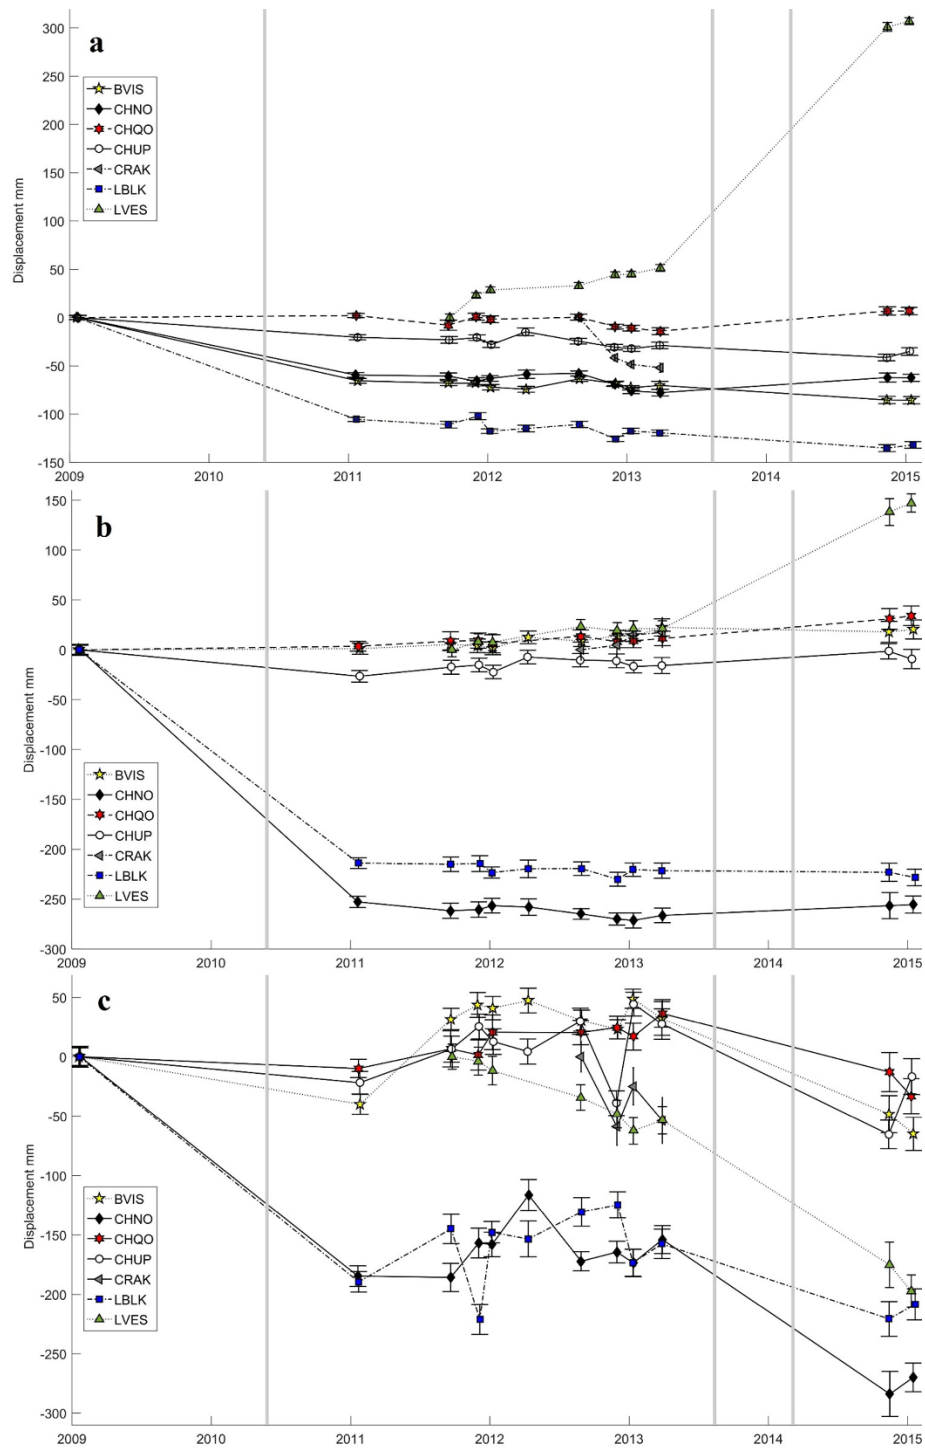 a
300
250
200
150
100
50
0
-50
-100
-150
Displacement mm
BVIS
CHNO
CHQO
CHUP
CRAK
LBLK
LVES
2009 2010 2011 2012 2013 2014 2015
b
150
100
50
0
-50
-100
-150
-200
-250
-300
Displacement mm
BVIS
CHNO
CHQO
CHUP
CRAK
LBLK
LVES
2009 2010 2011 2012 2013 2014 2015
c
50
0
-50
-100
-150
-200
-250
-300
Displacement mm
BVIS
CHNO
CHQO
CHUP
CRAK
LBLK
LVES
2009 2010 2011 2012 2013 2014 2015